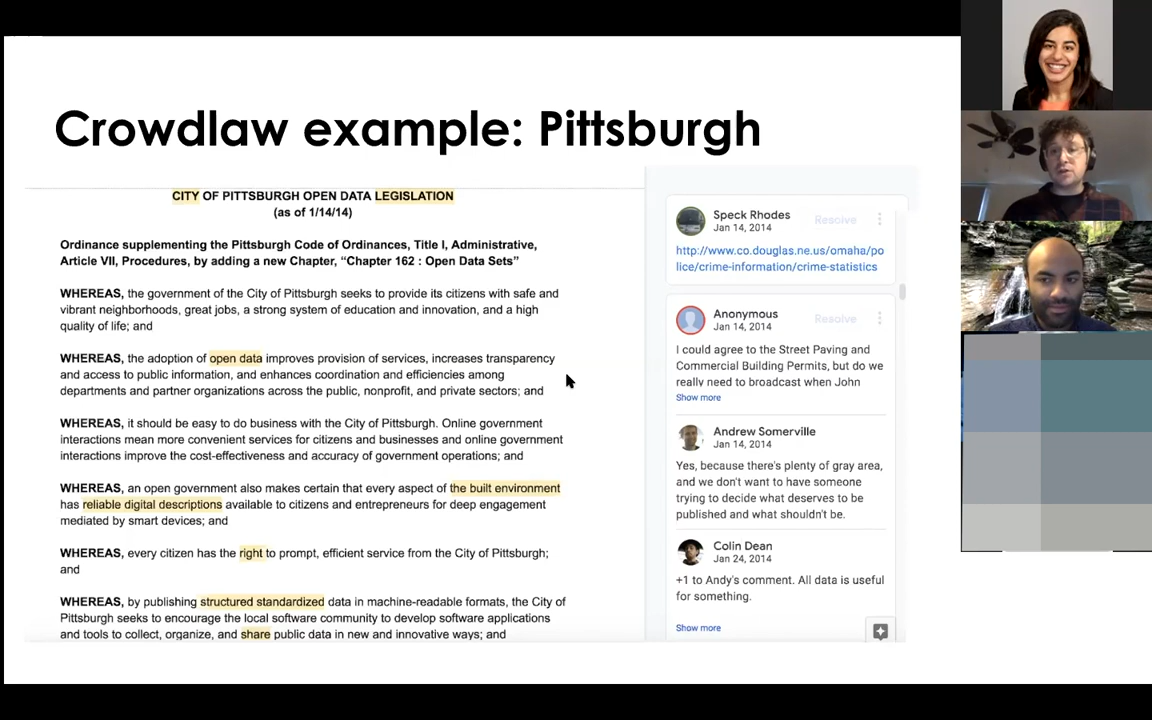 Crowdlaw example: Pittsburgh
CITY OF PITTSBURGH OPEN DATA LEGISLATION
(as of 1/14/14)
Ordinance supplementing the Pittsburgh Code of Ordinances, Title I, Administrative,
Article VII, Procedures, by adding a new Chapter, “Chapter 162 : Open Data Sets”
WHEREAS, the government of the City of Pittsburgh seeks to provide its citizens with safe and
vibrant neighborhoods, great jobs, a strong system of education and innovation, and a high
quality of life; and
WHEREAS, the adoption of open data improves provision of services, increases transparency
and access to public information, and enhances coordination and efficiencies among
departments and partner organizations across the public, nonprofit, and private sectors; and
WHEREAS, it should be easy to do business with the City of Pittsburgh. Online government
interactions mean more convenient services for citizens and businesses and online government
interactions improve the cost-effectiveness and accuracy of government operations; and
WHEREAS, an open government also makes certain that every aspect of the built environment
has reliable digital descriptions available to citizens and entrepreneurs for deep engagement
mediated by smart devices; and
WHEREAS, every citizen has the right to prompt, efficient service from the City of Pittsburgh;
and
WHEREAS, by publishing structured standardized data in machine-readable formats, the City of
Pittsburgh seeks to encourage the local software community to develop software applications
and tools to collect, organize, and share public data in new and innovative ways; and
Speck Rhodes
Resolve
Jan 14, 2014
http://www.co.douglas.ne.us/omaha/po
lice/crime-information/crime-statistics
Anonymous
Resolve
Jan 14, 2014
I could agree to the Street Paving and
Commercial Building Permits, but do we
really need to broadcast when John
Show more
Andrew Somerville
Jan 14, 2014
Yes, because there's plenty of gray area,
and we don't want to have someone
trying to decide what deserves to be
published and what shouldn't be.
Colin Dean
Jan 24, 2014
+1 to Andy's comment. All data is useful
for something.
Show more